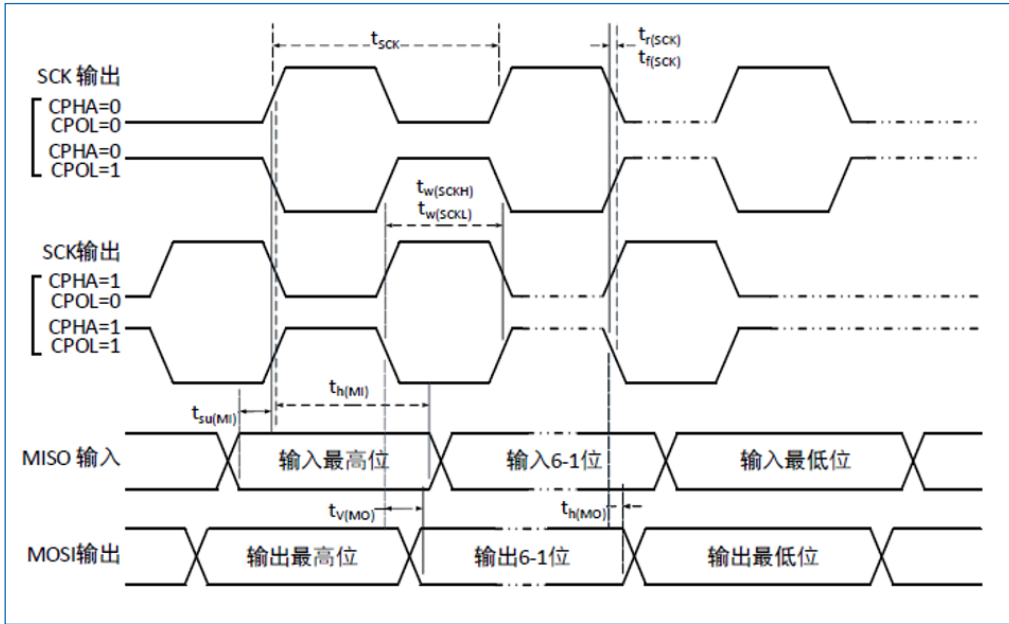 tSCK
tr(SCK)
tf(SCK)
SCK 输出
CPHA=0
CPOL=0
CPHA=0
CPOL=1
tw(SCKH)
tw(SCKL)
SCK输出
CPHA=1
CPOL=0
CPHA=1
CPOL=1
th(MI)
tsu(MI)
MISO 输入
输入最高位
输入6-1位
输入最低位
tV(MO)
th(MO)
MOSI输出
输出最高位
输出6-1位
输出最低位